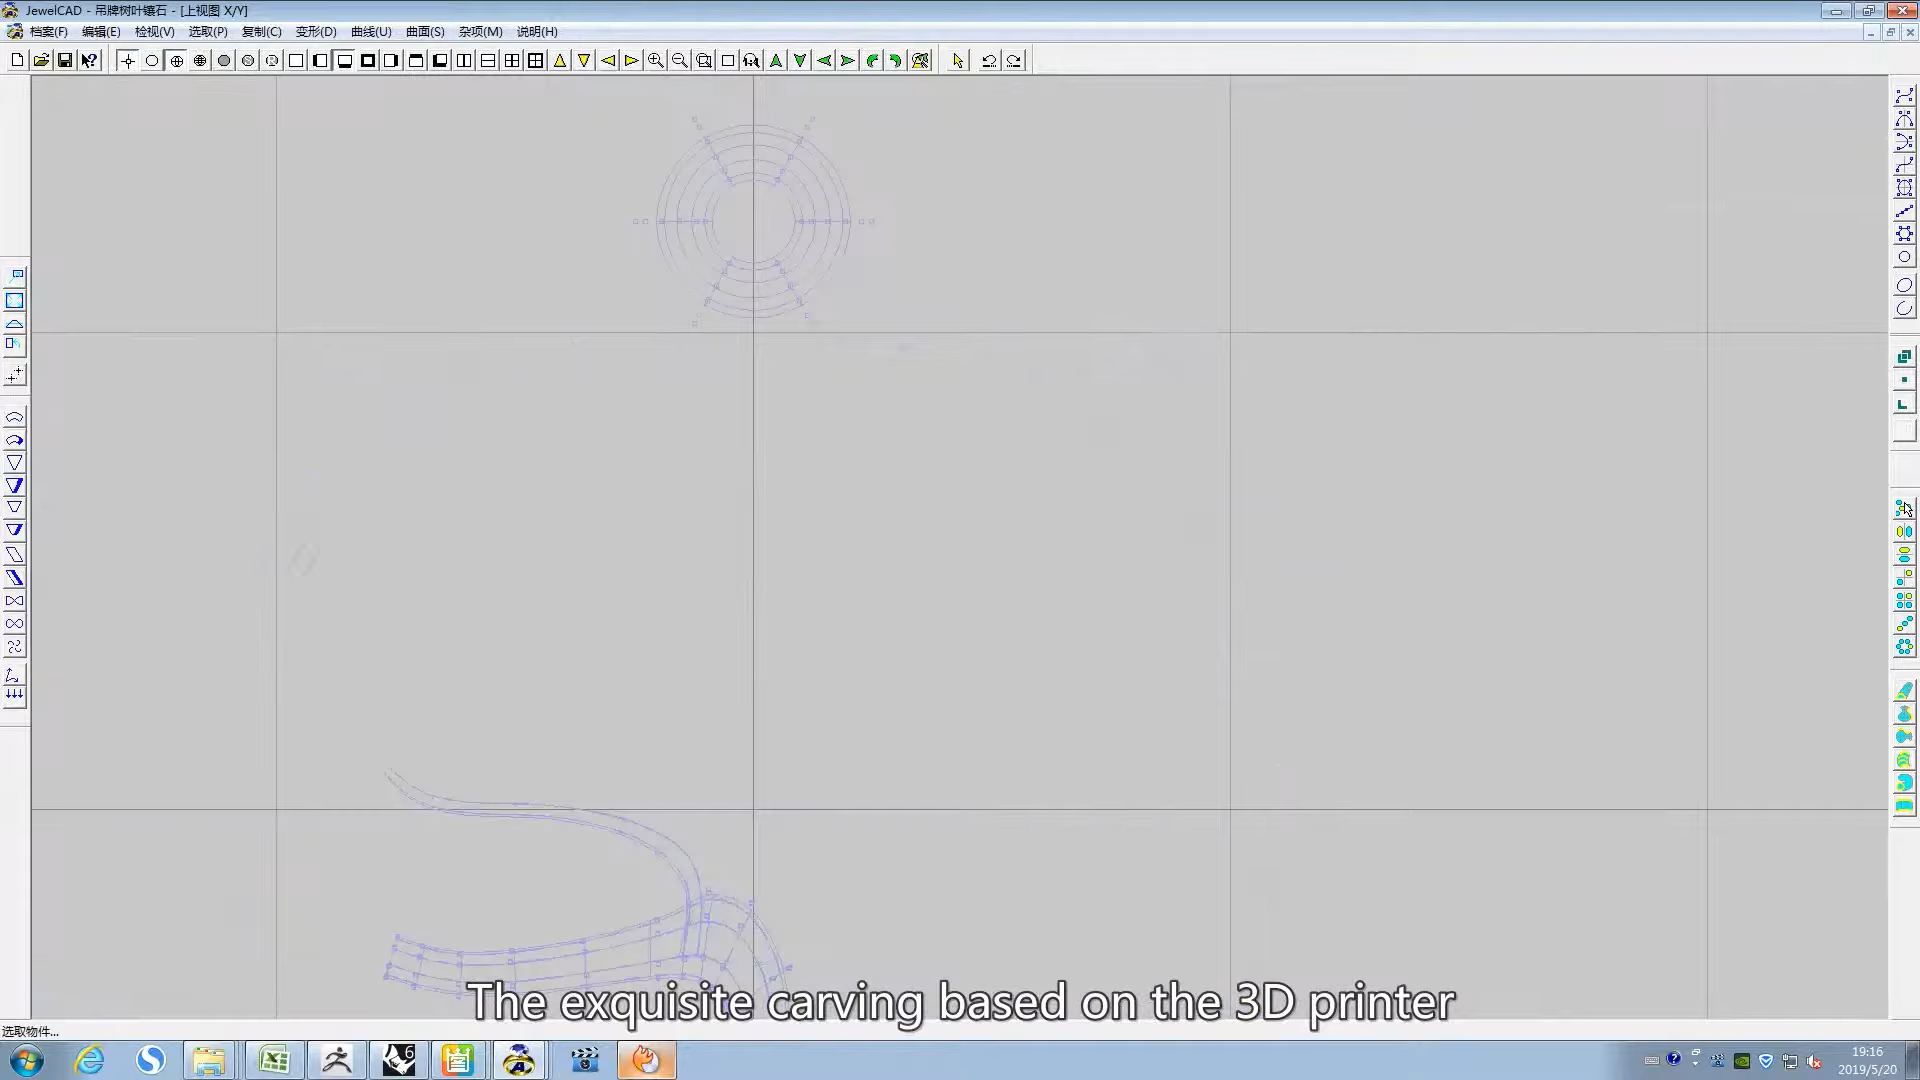 JewelCAD - 吊牌树叶镶石 - [上视图 X/Y]
档案(F) 编辑(E) 检视(V) 选取(P) 复制(C) 变形(D) 曲线(U) 曲面(S) 杂项(M) 说明(H)
The exquisite carving based on the 3D printer
选取物件...
19:16
2019/5/20